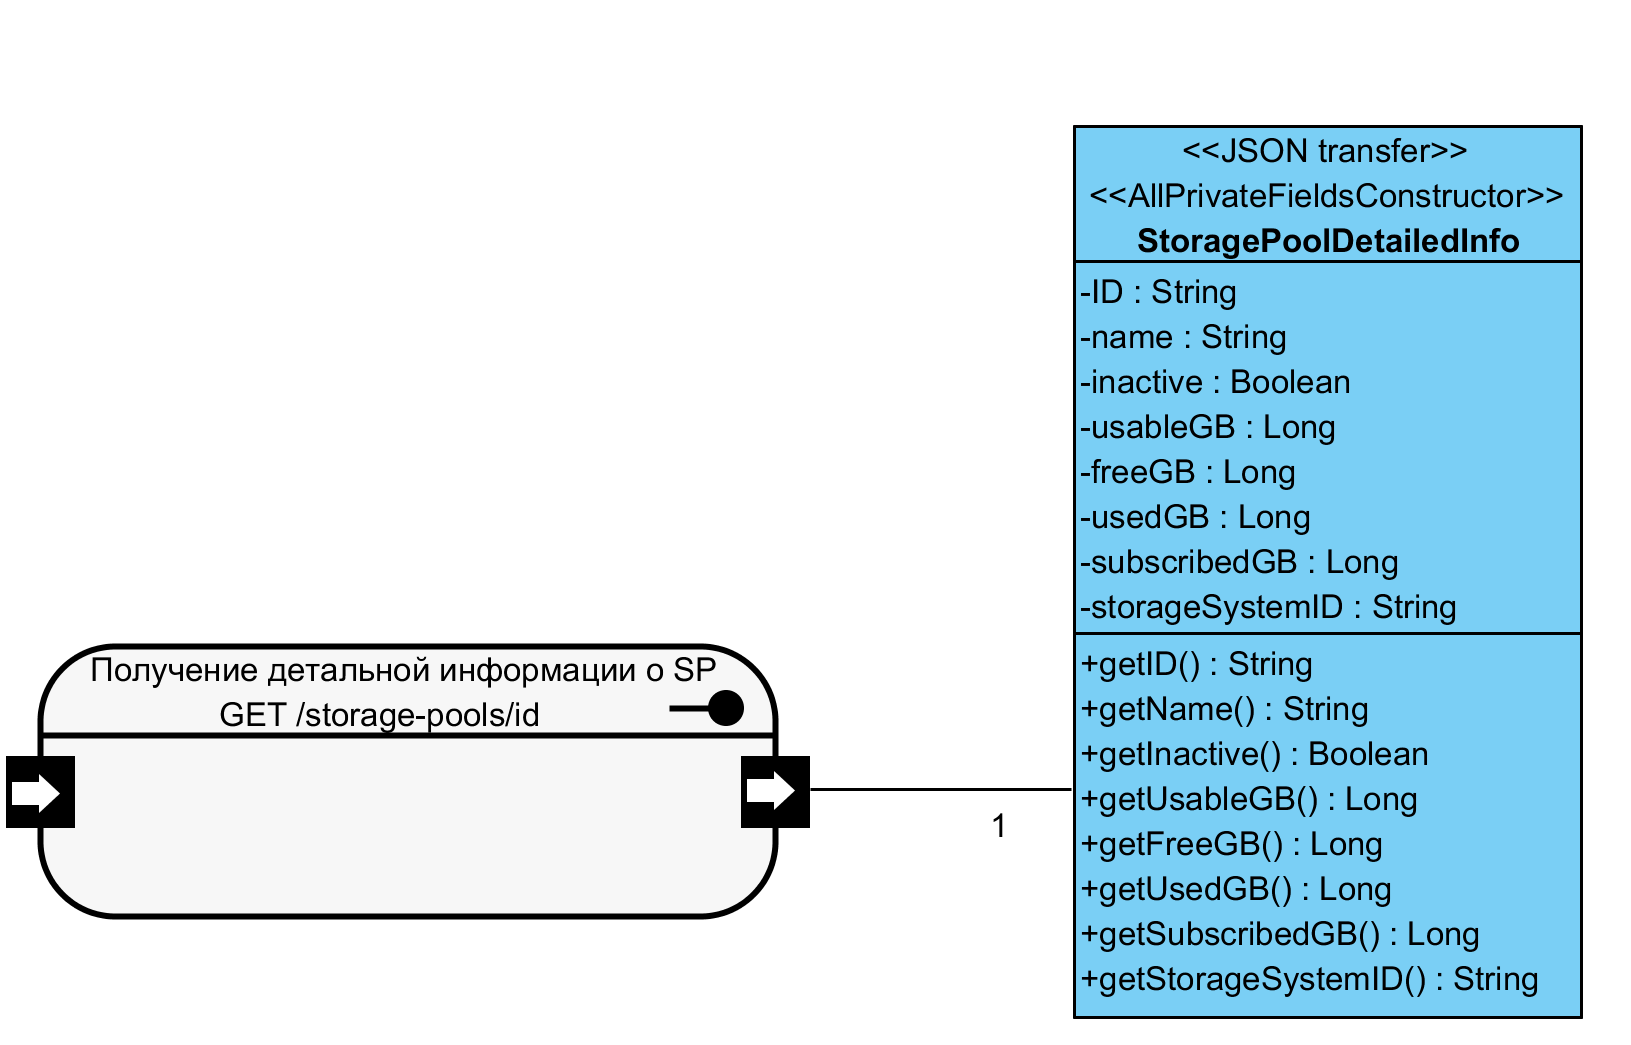 <<JSON transfer>>
<<AllPrivateFieldsConstructor>>
StoragePoolDetailedInfo
-ID : String
-name : String
-inactive : Boolean
-usableGB : Long
-freeGB : Long
-usedGB : Long
-subscribedGB : Long
-storageSystemID : String
+getID() : String
+getName() : String
+getInactive() : Boolean
+getUsableGB() : Long
+getFreeGB() : Long
+getUsedGB() : Long
+getSubscribedGB() : Long
+getStorageSystemID() : String
Получение детальной информации о SP
GET /storage-pools/id
1